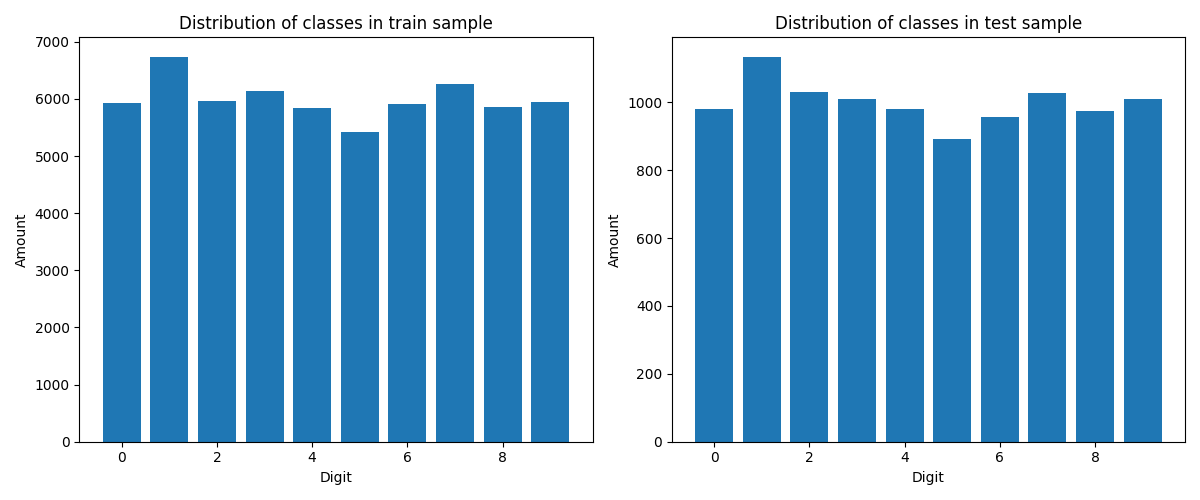 Distribution of classes in train sample
7000
6000
5000
4000
3000
2000
1000
0
Amount
0 2 4 6 8
Digit
Distribution of classes in test sample
1000
800
600
400
200
0
Amount
0 2 4 6 8
Digit